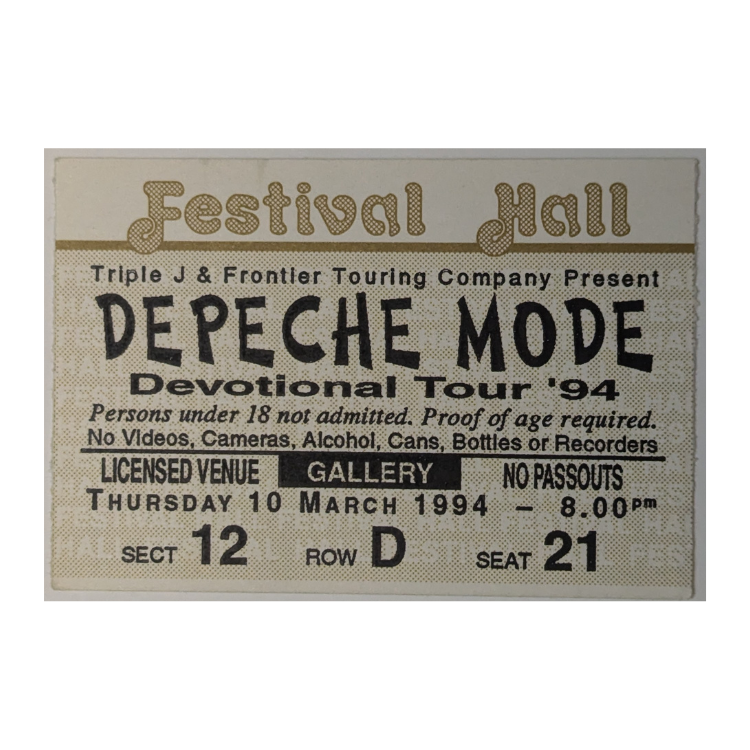 Festival Hall
Triple J & Frontier Touring Company Present
DEPECHE MODE
Devotional Tour '94
Persons under 18 not admitted. Proof of age required.
No Videos, Cameras, Alcohol, Cans, Bottles or Recorders
LICENSED VENUE GALLERY NO PASSOUTS
THURSDAY 10 MARCH 1994 – 8.00pm
SECT 12 ROW D SEAT 21